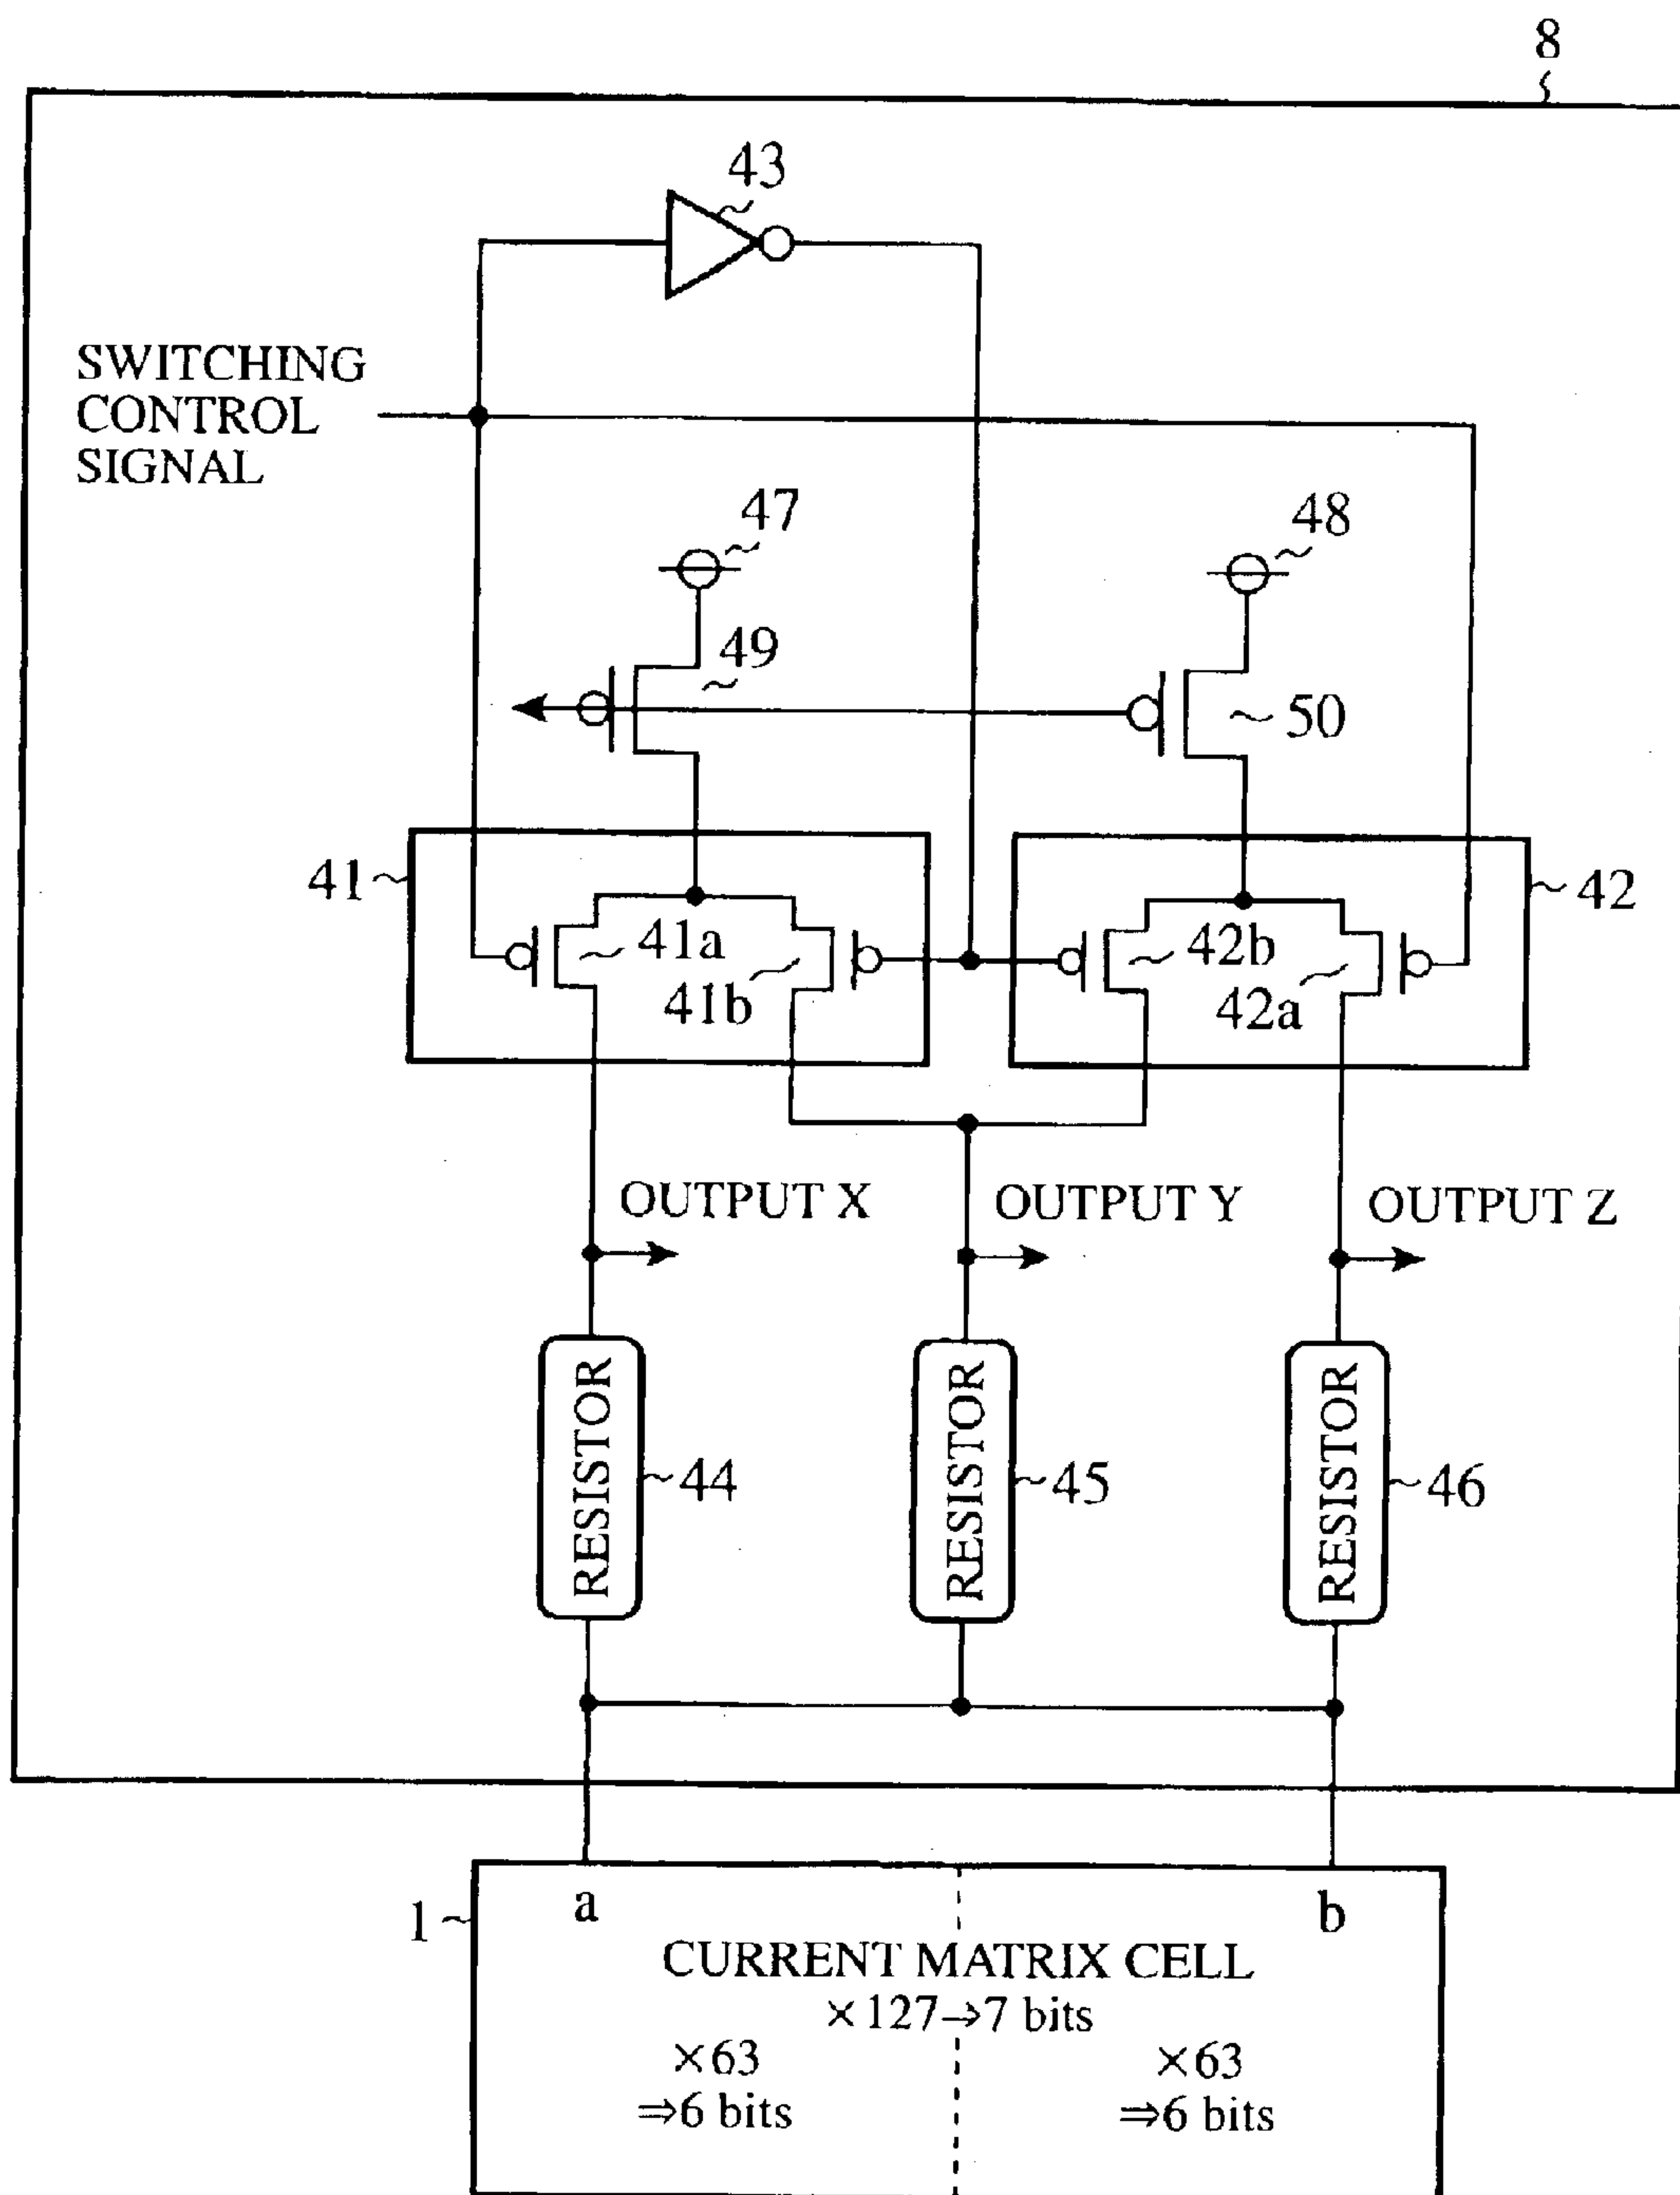 8
43
SWITCHING
CONTROL
SIGNAL
47
48
49
50
41
41a
41b
42b
42a
42
OUTPUT X
OUTPUT Y
OUTPUT Z
RESISTOR
44
RESISTOR
45
RESISTOR
46
1
a
b
CURRENT MATRIX CELL
×127→7 bits
×63
⇒6 bits
×63
⇒6 bits